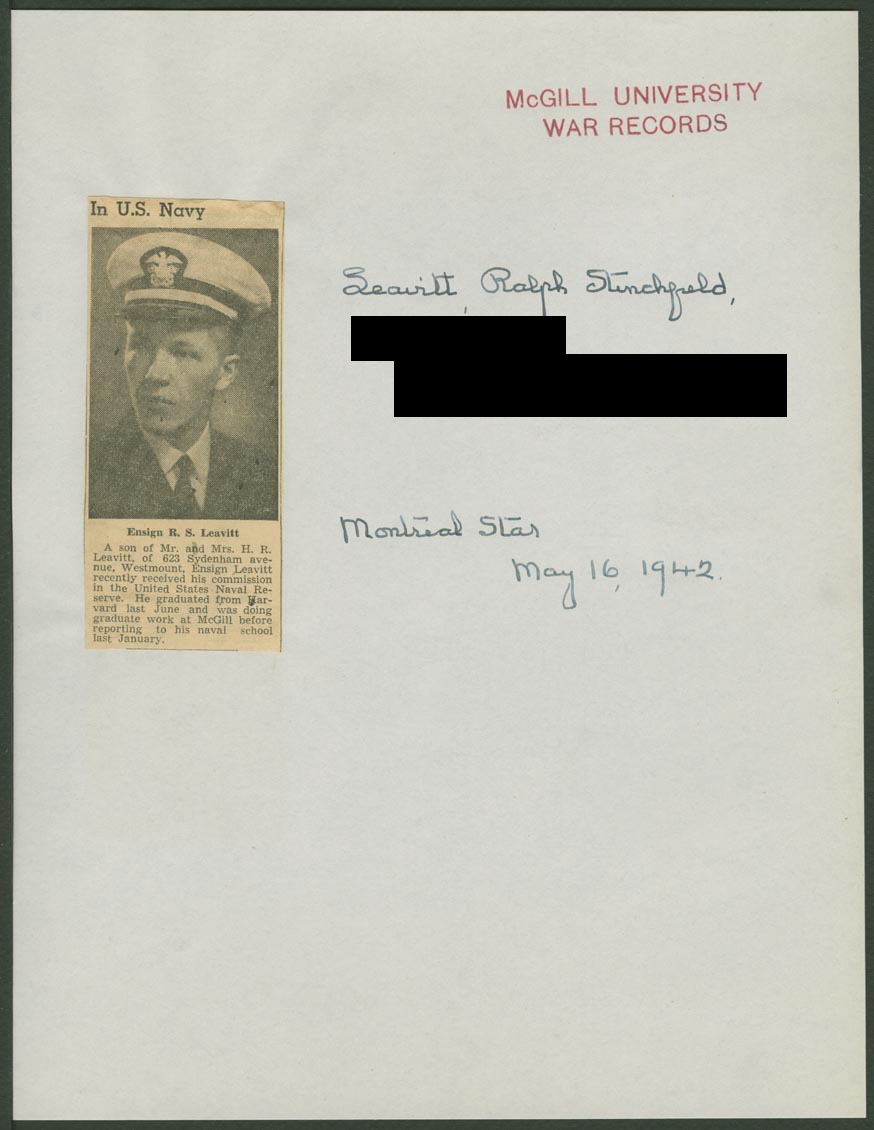 McGILL UNIVERSITY
WAR RECORDS
In U.S. Navy
Ensign R. S. Leavitt
A son of Mr. and Mrs. H. R.
Leavitt, of 623 Sydenham ave-
nue, Westmount, Ensign Leavitt
recently received his commission
in the United States Naval Re-
serve. He graduated from Har-
vard last June and was doing
graduate work at McGill before
reporting to his naval school
last January.
Leavitt, Ralph Stinchfield,
Montreal Star
May 16, 1942.